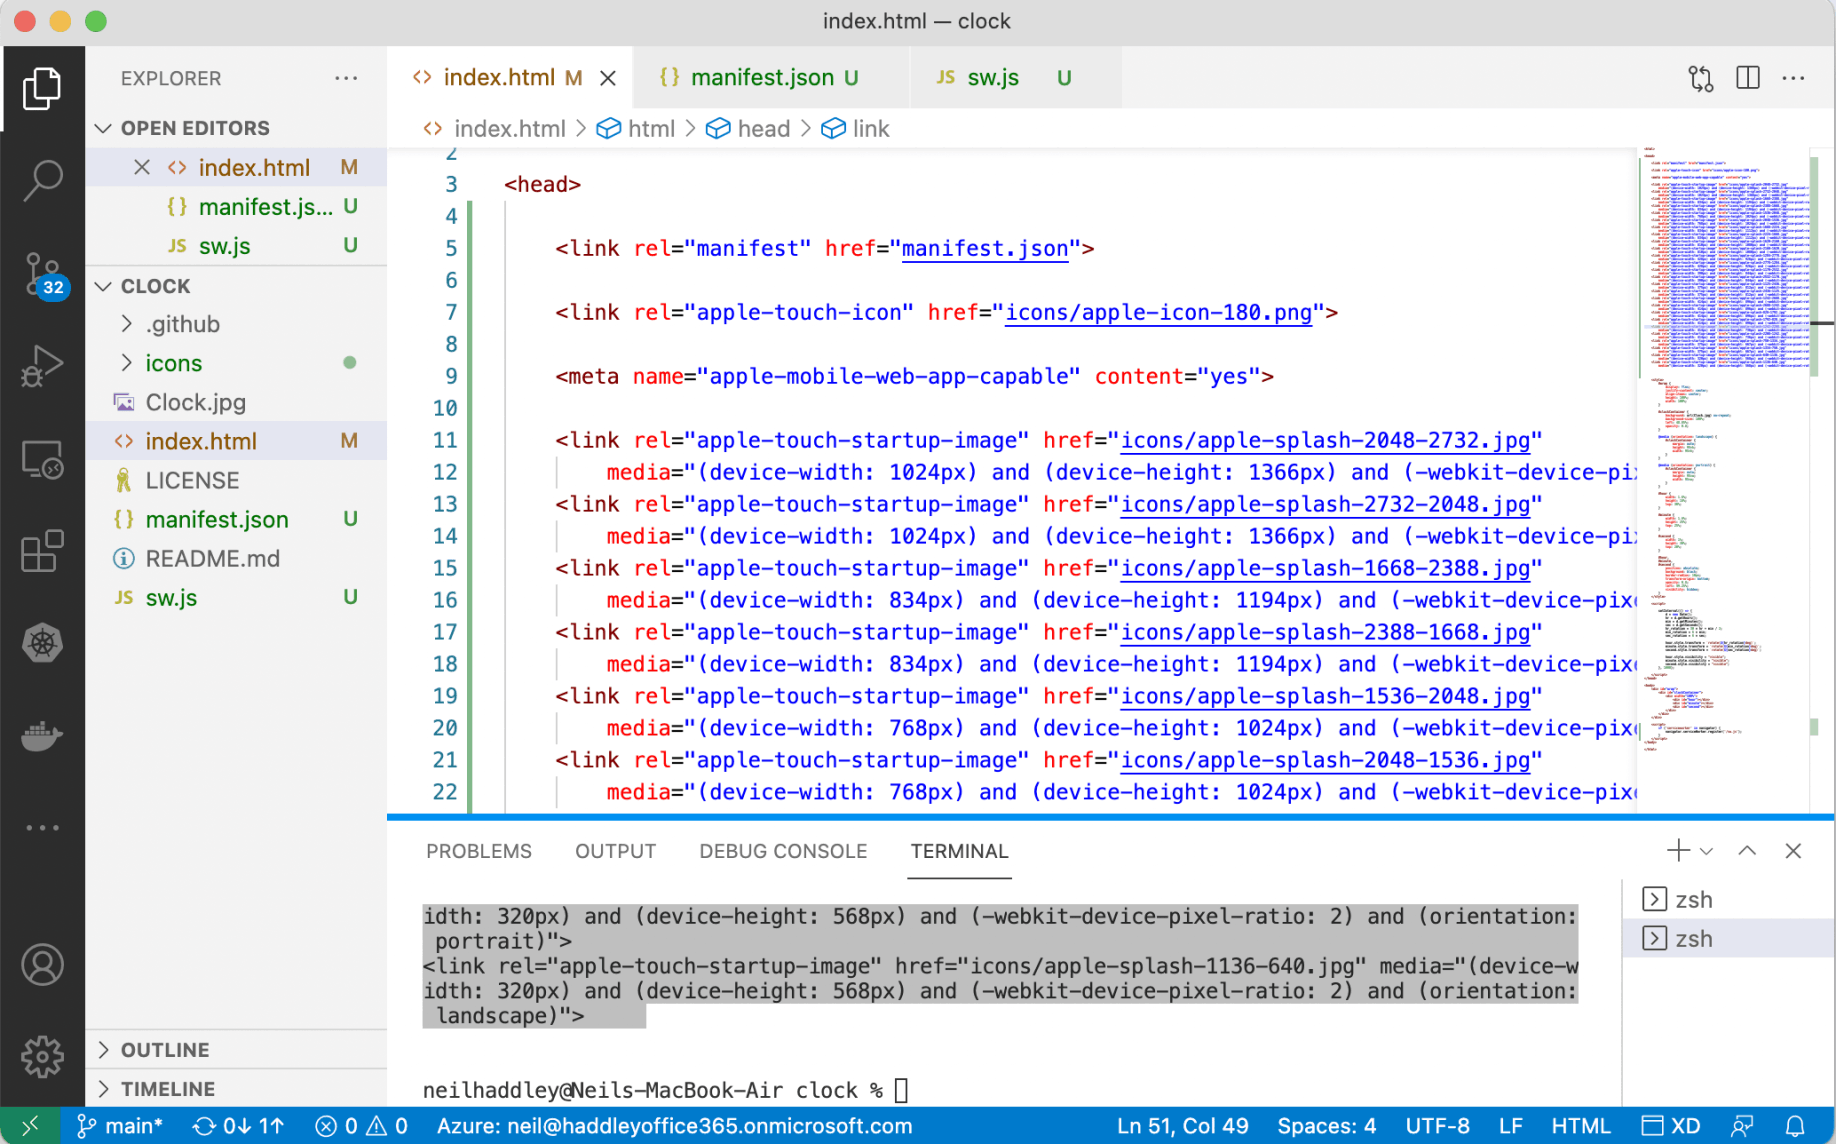 index.html — clock
EXPLORER
OPEN EDITORS
index.html M
manifest.js... U
JS sw.js U
CLOCK
.github
icons
Clock.jpg
index.html M
LICENSE
manifest.json U
README.md
JS sw.js U
OUTLINE
TIMELINE
32
index.html M
manifest.json U
JS sw.js U
index.html > html > head > link
2
3 <head>
4
5 <link rel="manifest" href="manifest.json">
6
7 <link rel="apple-touch-icon" href="icons/apple-icon-180.png">
8
9 <meta name="apple-mobile-web-app-capable" content="yes">
10
11 <link rel="apple-touch-startup-image" href="icons/apple-splash-2048-2732.jpg"
12 media="(device-width: 1024px) and (device-height: 1366px) and (-webkit-device-pi
13 <link rel="apple-touch-startup-image" href="icons/apple-splash-2732-2048.jpg"
14 media="(device-width: 1024px) and (device-height: 1366px) and (-webkit-device-pi
15 <link rel="apple-touch-startup-image" href="icons/apple-splash-1668-2388.jpg"
16 media="(device-width: 834px) and (device-height: 1194px) and (-webkit-device-pixe
17 <link rel="apple-touch-startup-image" href="icons/apple-splash-2388-1668.jpg"
18 media="(device-width: 834px) and (device-height: 1194px) and (-webkit-device-pixe
19 <link rel="apple-touch-startup-image" href="icons/apple-splash-1536-2048.jpg"
20 media="(device-width: 768px) and (device-height: 1024px) and (-webkit-device-pixe
21 <link rel="apple-touch-startup-image" href="icons/apple-splash-2048-1536.jpg"
22 media="(device-width: 768px) and (device-height: 1024px) and (-webkit-device-pixe
PROBLEMS OUTPUT DEBUG CONSOLE TERMINAL
idth: 320px) and (device-height: 568px) and (-webkit-device-pixel-ratio: 2) and (orientation:
portrait)">
<link rel="apple-touch-startup-image" href="icons/apple-splash-1136-640.jpg" media="(device-w
idth: 320px) and (device-height: 568px) and (-webkit-device-pixel-ratio: 2) and (orientation:
landscape)">
neilhaddley@Neils-MacBook-Air clock %
zsh
zsh
main* 0↓ 1↑ 0 0 Azure: neil@haddleyoffice365.onmicrosoft.com Ln 51, Col 49 Spaces: 4 UTF-8 LF HTML XD